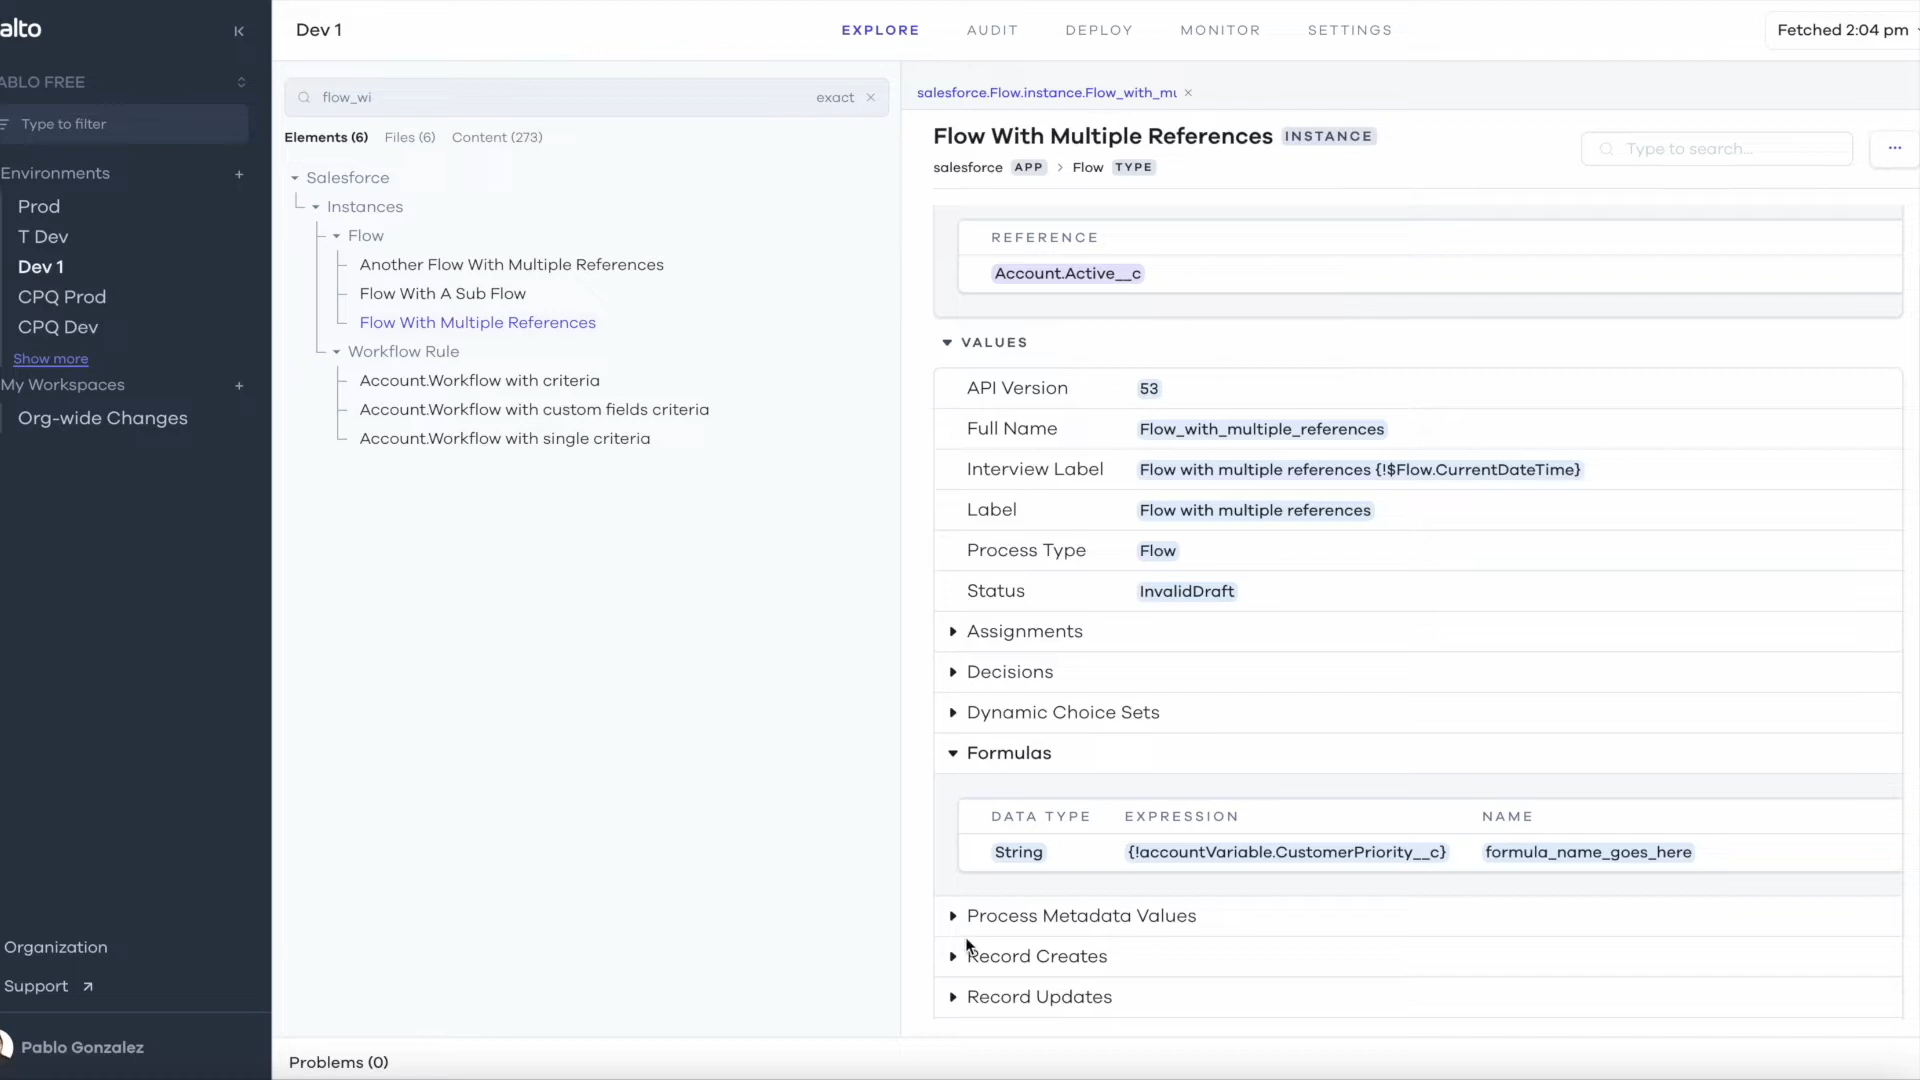 alto
ABLO FREE
Type to filter
Environments +
Prod
T Dev
Dev 1
CPQ Prod
CPQ Dev
Show more
My Workspaces +
Org-wide Changes
Organization
Support
Pablo Gonzalez
Dev 1
EXPLORE AUDIT DEPLOY MONITOR SETTINGS
Fetched 2:04 pm
flow_wi exact ×
Elements (6) Files (6) Content (273)
Salesforce
Instances
Flow
Another Flow With Multiple References
Flow With A Sub Flow
Flow With Multiple References
Workflow Rule
Account.Workflow with criteria
Account.Workflow with custom fields criteria
Account.Workflow with single criteria
salesforce.Flow.instance.Flow_with_mu ×
Flow With Multiple References INSTANCE
Type to search...
salesforce APP > Flow TYPE
REFERENCE
Account.Active__c
VALUES
API Version 53
Full Name Flow_with_multiple_references
Interview Label Flow with multiple references {!$Flow.CurrentDateTime}
Label Flow with multiple references
Process Type Flow
Status InvalidDraft
Assignments
Decisions
Dynamic Choice Sets
Formulas
DATA TYPE EXPRESSION NAME
String {!accountVariable.CustomerPriority__c} formula_name_goes_here
Process Metadata Values
Record Creates
Record Updates
Problems (0)